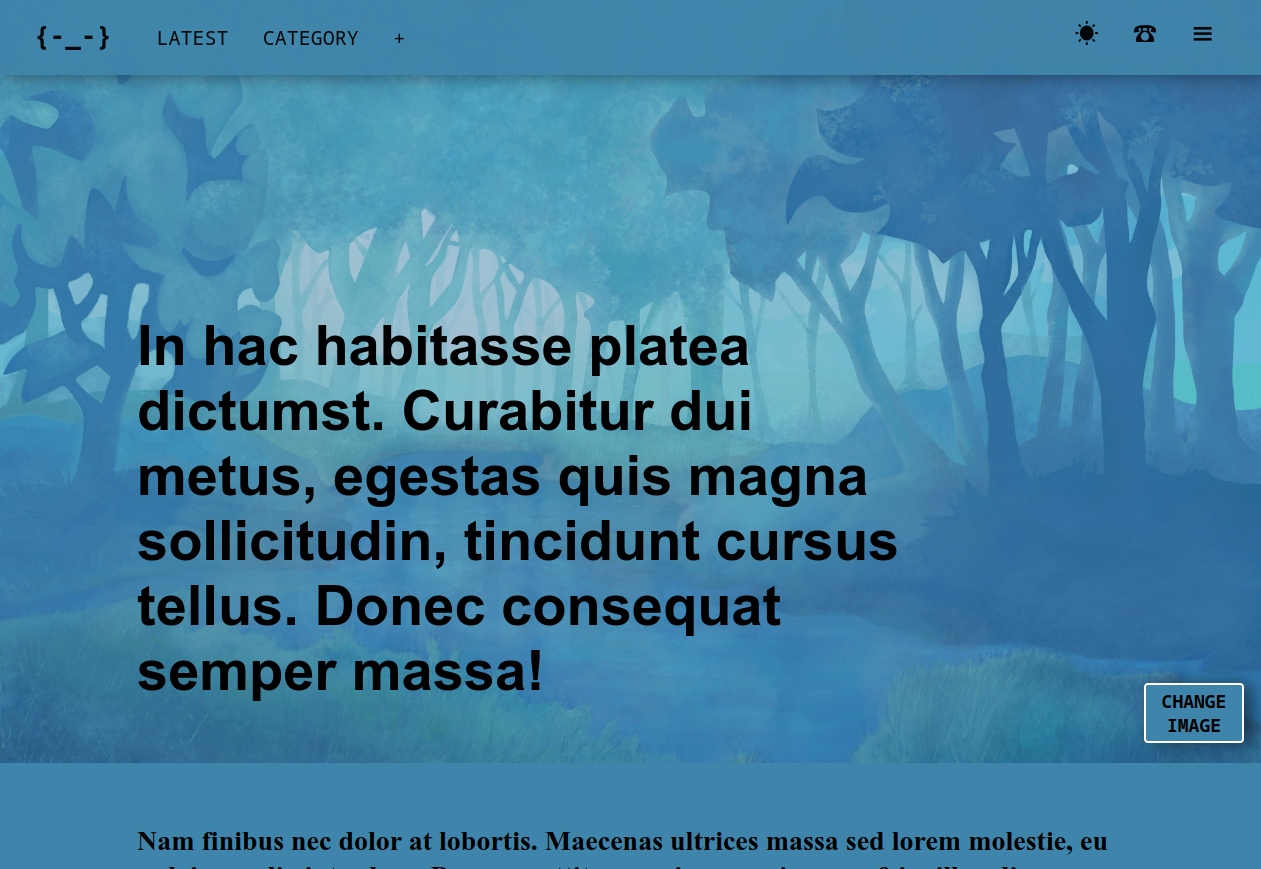 {-_-} LATEST CATEGORY +
In hac habitasse platea
dictumst. Curabitur dui
metus, egestas quis magna
sollicitudin, tincidunt cursus
tellus. Donec consequat
semper massa!
CHANGE
IMAGE
Nam finibus nec dolor at lobortis. Maecenas ultrices massa sed lorem molestie, eu